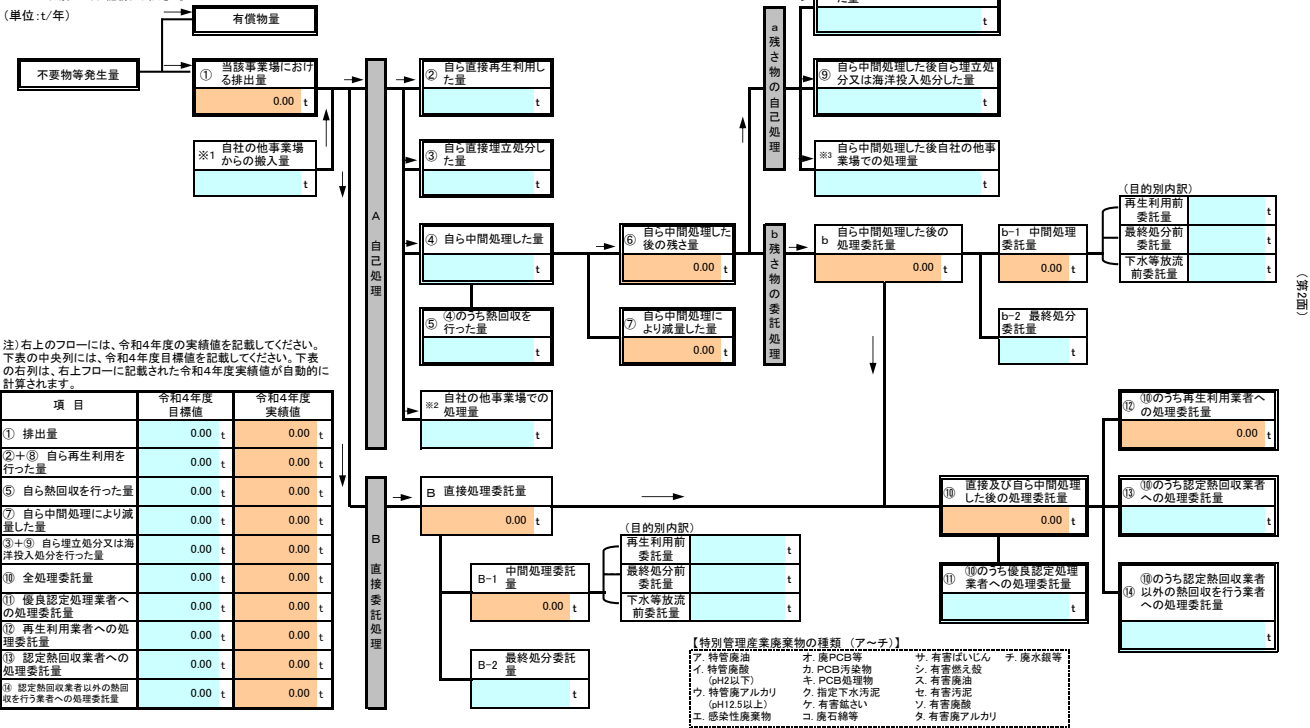 (単位:t/年)
有償物量
不要物等発生量
① 当該事業場におけ
る排出量
0.00 t
※1 自社の他事業場
からの搬入量
t
A 自己処理
② 自ら直接再生利用し
た量
t
③ 自ら直接埋立処分し
た量
t
④ 自ら中間処理した量
t
⑤ ④のうち熱回収を
行った量
t
※2 自社の他事業場での
処理量
t
⑥ 自ら中間処理した
後の残さ量
0.00 t
⑦ 自ら中間処理に
より減量した量
0.00 t
a 残さ物の自己処理
t
⑨ 自ら中間処理した後自ら埋立処
分又は海洋投入処分した量
t
※3 自ら中間処理した後自社の他事
業場での処理量
t
b 残さ物の委託処理
b 自ら中間処理した後の
処理委託量
0.00 t
b-1 中間処理
委託量
0.00 t
(目的別内訳)
再生利用前
委託量 t
最終処分前
委託量 t
下水等放流
前委託量 t
b-2 最終処分
委託量
t
(第2面)
注)右上のフローには、令和4年度の実績値を記載してください。
下表の中央列には、令和4年度目標値を記載してください。下表
の右列は、右上フローに記載された令和4年度実績値が自動的に
計算されます。
項 目 令和4年度
目標値 令和4年度
実績値
① 排出量 0.00 t 0.00 t
②+⑧ 自ら再生利用を
行った量 0.00 t 0.00 t
⑤ 自ら熱回収を行った量 0.00 t 0.00 t
⑦ 自ら中間処理により減
量した量 0.00 t 0.00 t
③+⑨ 自ら埋立処分又は海
洋投入処分を行った量 0.00 t 0.00 t
⑩ 全処理委託量 0.00 t 0.00 t
⑪ 優良認定処理業者へ
の処理委託量 0.00 t 0.00 t
⑫ 再生利用業者への処
理委託量 0.00 t 0.00 t
⑬ 認定熱回収業者への
処理委託量 0.00 t 0.00 t
⑭ 認定熱回収業者以外の熱回
収を行う業者への処理委託量 0.00 t 0.00 t
B 直接委託処理
B 直接処理委託量
0.00 t
B-1 中間処理委託
量
0.00 t
(目的別内訳)
再生利用前
委託量 t
最終処分前
委託量 t
下水等放流
前委託量 t
B-2 最終処分委託
量
t
⑩ 直接及び自ら中間処理
した後の処理委託量
0.00 t
⑪ ⑩のうち優良認定処理
業者への処理委託量
t
⑫ ⑩のうち再生利用業者へ
の処理委託量
0.00 t
⑬ ⑩のうち認定熱回収業者
への処理委託量
t
⑭ ⑩のうち認定熱回収業者
以外の熱回収を行う業者
への処理委託量
t
【特別管理産業廃棄物の種類 (ア~チ)】
ア. 特管廃油 オ. 廃PCB等 サ. 有害ばいじん チ. 廃水銀等
イ. 特管廃酸 カ. PCB汚染物 シ. 有害燃え殻
(pH2以下) キ. PCB処理物 ス. 有害廃油
ウ. 特管廃アルカリ ク. 指定下水汚泥 セ. 有害汚泥
(pH12.5以上) ケ. 有害鉱さい ソ. 有害廃酸
エ. 感染性廃棄物 コ. 廃石綿等 タ. 有害廃アルカリ